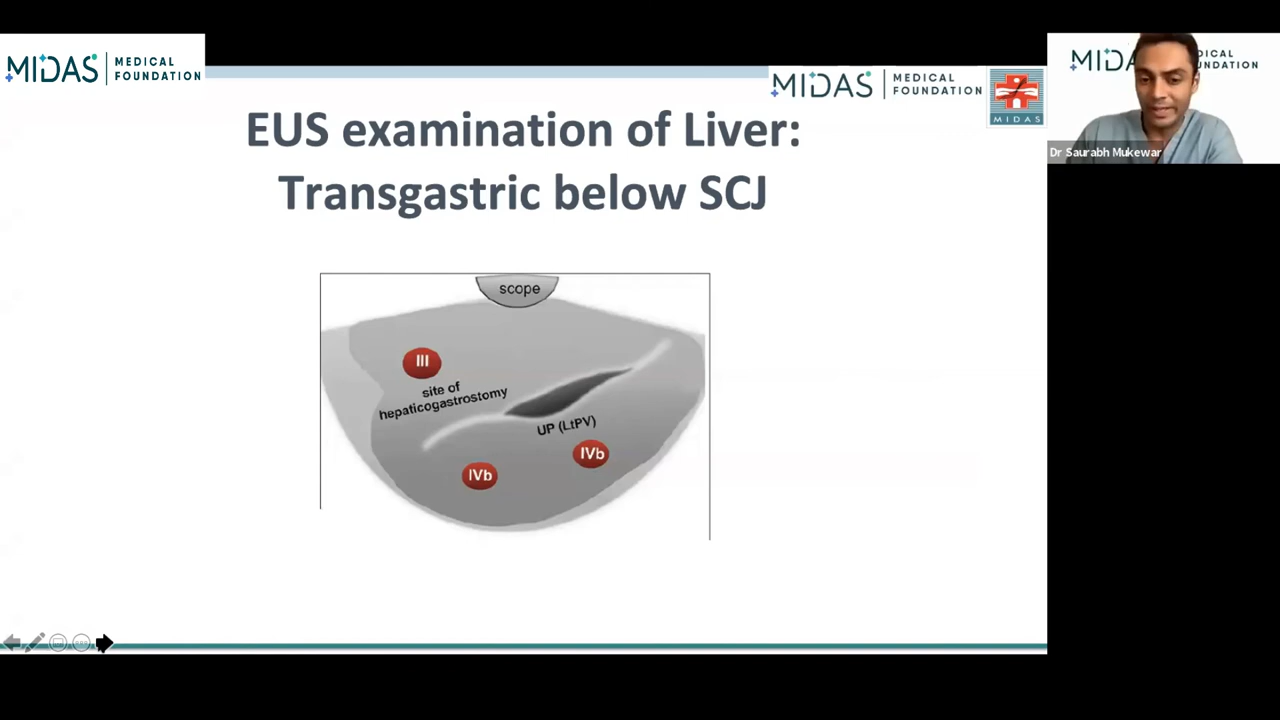 MIDAS MEDICAL FOUNDATION
MIDAS MEDICAL FOUNDATION
MIDAS
EUS examination of Liver:
Transgastric below SCJ
scope
III
site of
hepaticogastrostomy
UP (LtPV)
IVb
IVb
Dr Saurabh Mukewar